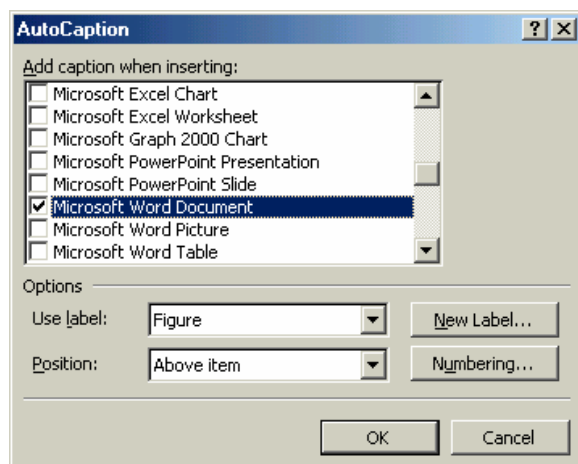 AutoCaption
Add caption when inserting:
Microsoft Excel Chart
Microsoft Excel Worksheet
Microsoft Graph 2000 Chart
Microsoft PowerPoint Presentation
Microsoft PowerPoint Slide
Microsoft Word Document
Microsoft Word Picture
Microsoft Word Table
Options
Use label: Figure New Label...
Position: Above item Numbering...
OK Cancel